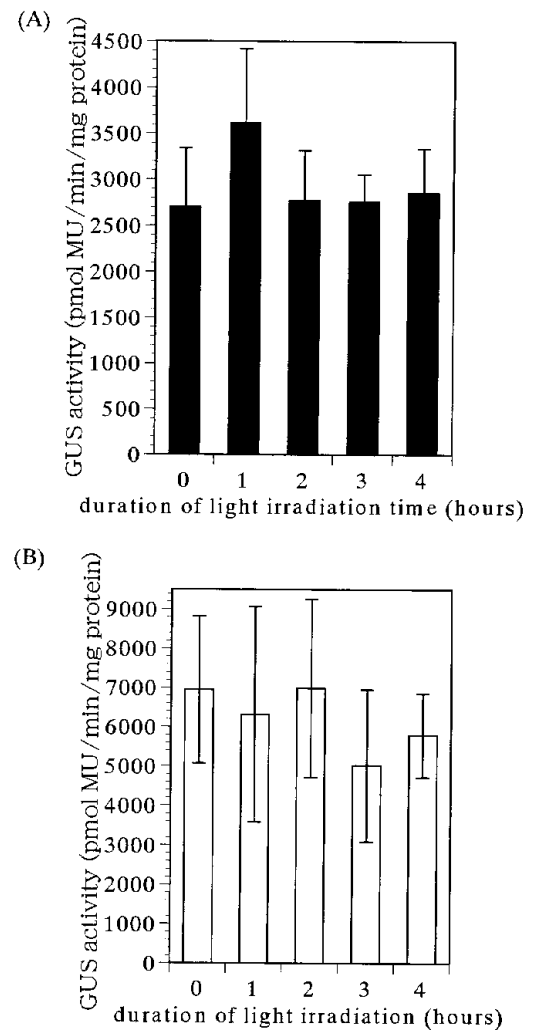 (A)
GUS activity (pmol MU/min/mg protein)
4500
4000
3500
3000
2500
2000
1500
1000
500
0
0 1 2 3 4
duration of light irradiation time (hours)
(B)
GUS activity (pmol MU/min/mg protein)
9000
8000
7000
6000
5000
4000
3000
2000
1000
0
0 1 2 3 4
duration of light irradiation (hours)